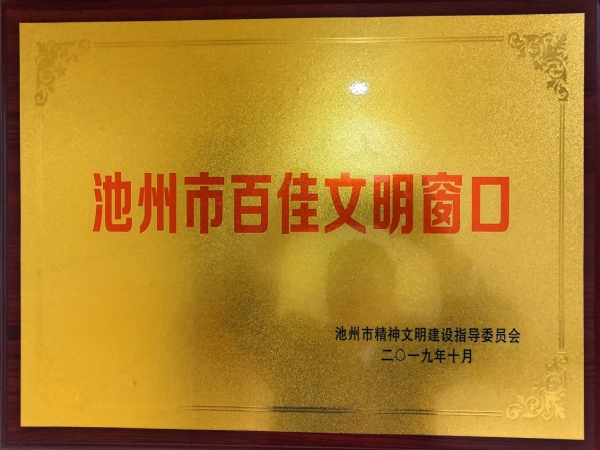 池州市百佳文明窗口
池州市精神文明建设指导委员会
二〇一九年十月